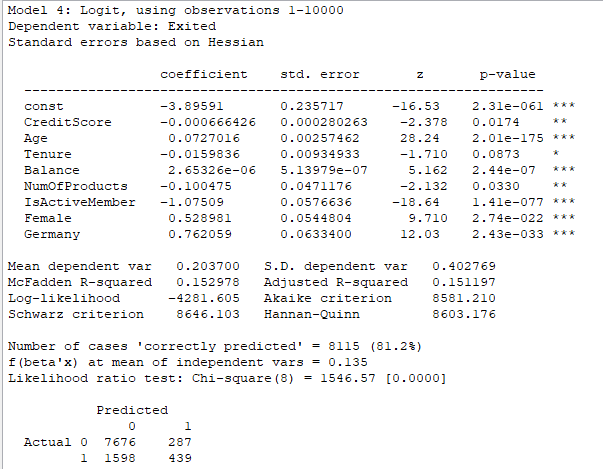 Model 4: Logit, using observations 1-10000
Dependent variable: Exited
Standard errors based on Hessian
coefficient std. error z p-value
---------------------------------------------------------------
const -3.89591 0.235717 -16.53 2.31e-061 ***
CreditScore -0.000666426 0.000280263 -2.378 0.0174 **
Age 0.0727016 0.00257462 28.24 2.01e-175 ***
Tenure -0.0159836 0.00934933 -1.710 0.0873 *
Balance 2.65326e-06 5.13979e-07 5.162 2.44e-07 ***
NumOfProducts -0.100475 0.0471176 -2.132 0.0330 **
IsActiveMember -1.07509 0.0576636 -18.64 1.41e-077 ***
Female 0.528981 0.0544804 9.710 2.74e-022 ***
Germany 0.762059 0.0633400 12.03 2.43e-033 ***
Mean dependent var 0.203700 S.D. dependent var 0.402769
McFadden R-squared 0.152978 Adjusted R-squared 0.151197
Log-likelihood -4281.605 Akaike criterion 8581.210
Schwarz criterion 8646.103 Hannan-Quinn 8603.176
Number of cases 'correctly predicted' = 8115 (81.2%)
f(beta'x) at mean of independent vars = 0.135
Likelihood ratio test: Chi-square(8) = 1546.57 [0.0000]
Predicted
0 1
Actual 0 7676 287
1 1598 439